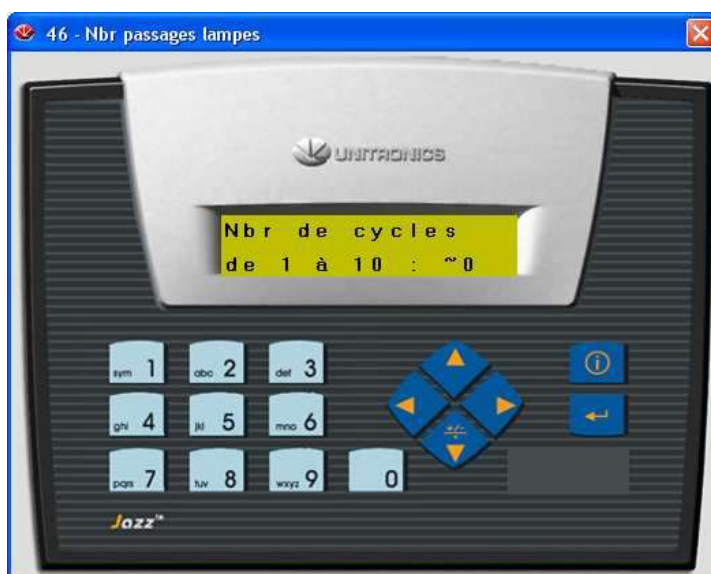 46 - Nbr passages lampes
UNITRONICS
Nbr de cycles
de 1 à 10 : ~0
sym 1 abc 2 def 3
ghi 4 jkl 5 mno 6
+/-
pqrs 7 tuv 8 wxyz 9 0
Jazz™